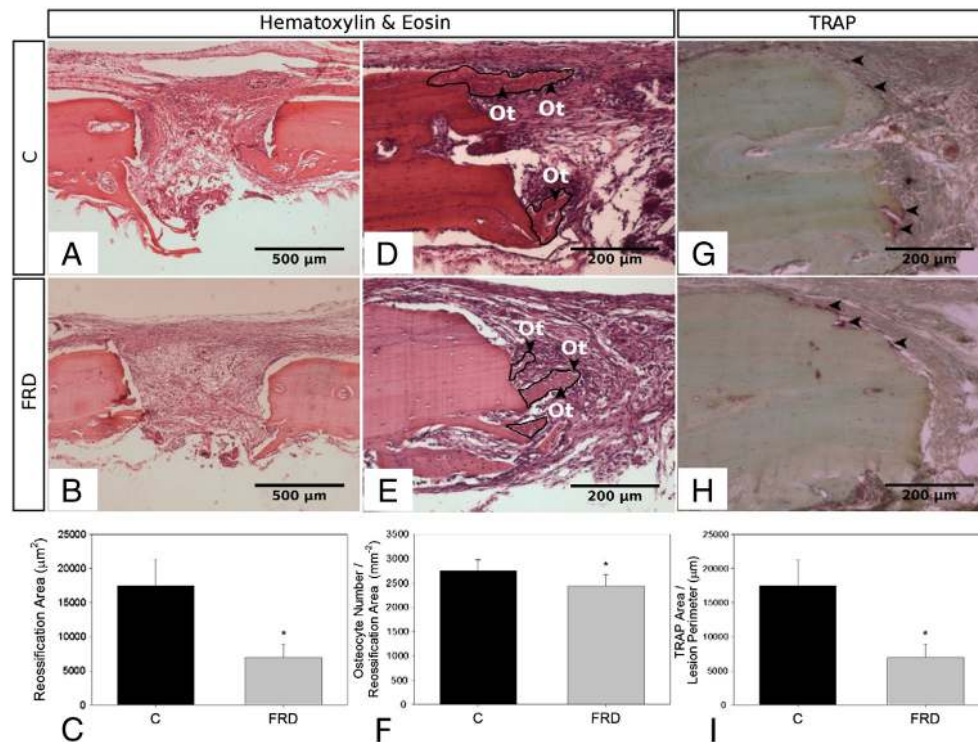 Hematoxylin & Eosin
TRAP
C
Ot
Ot
Ot
A
500 µm
D
200 µm
G
200 µm
FRD
Ot
Ot
Ot
B
500 µm
E
200 µm
H
200 µm
Reossification Area (µm²)
25000
20000
15000
10000
5000
0
*
C
FRD
C
Osteocyte Number /
Reossification Area (mm⁻²)
3500
3000
2500
2000
1500
1000
500
0
*
C
FRD
F
TRAP Area /
Lesion Perimeter (µm)
25000
20000
15000
10000
5000
0
*
C
FRD
I